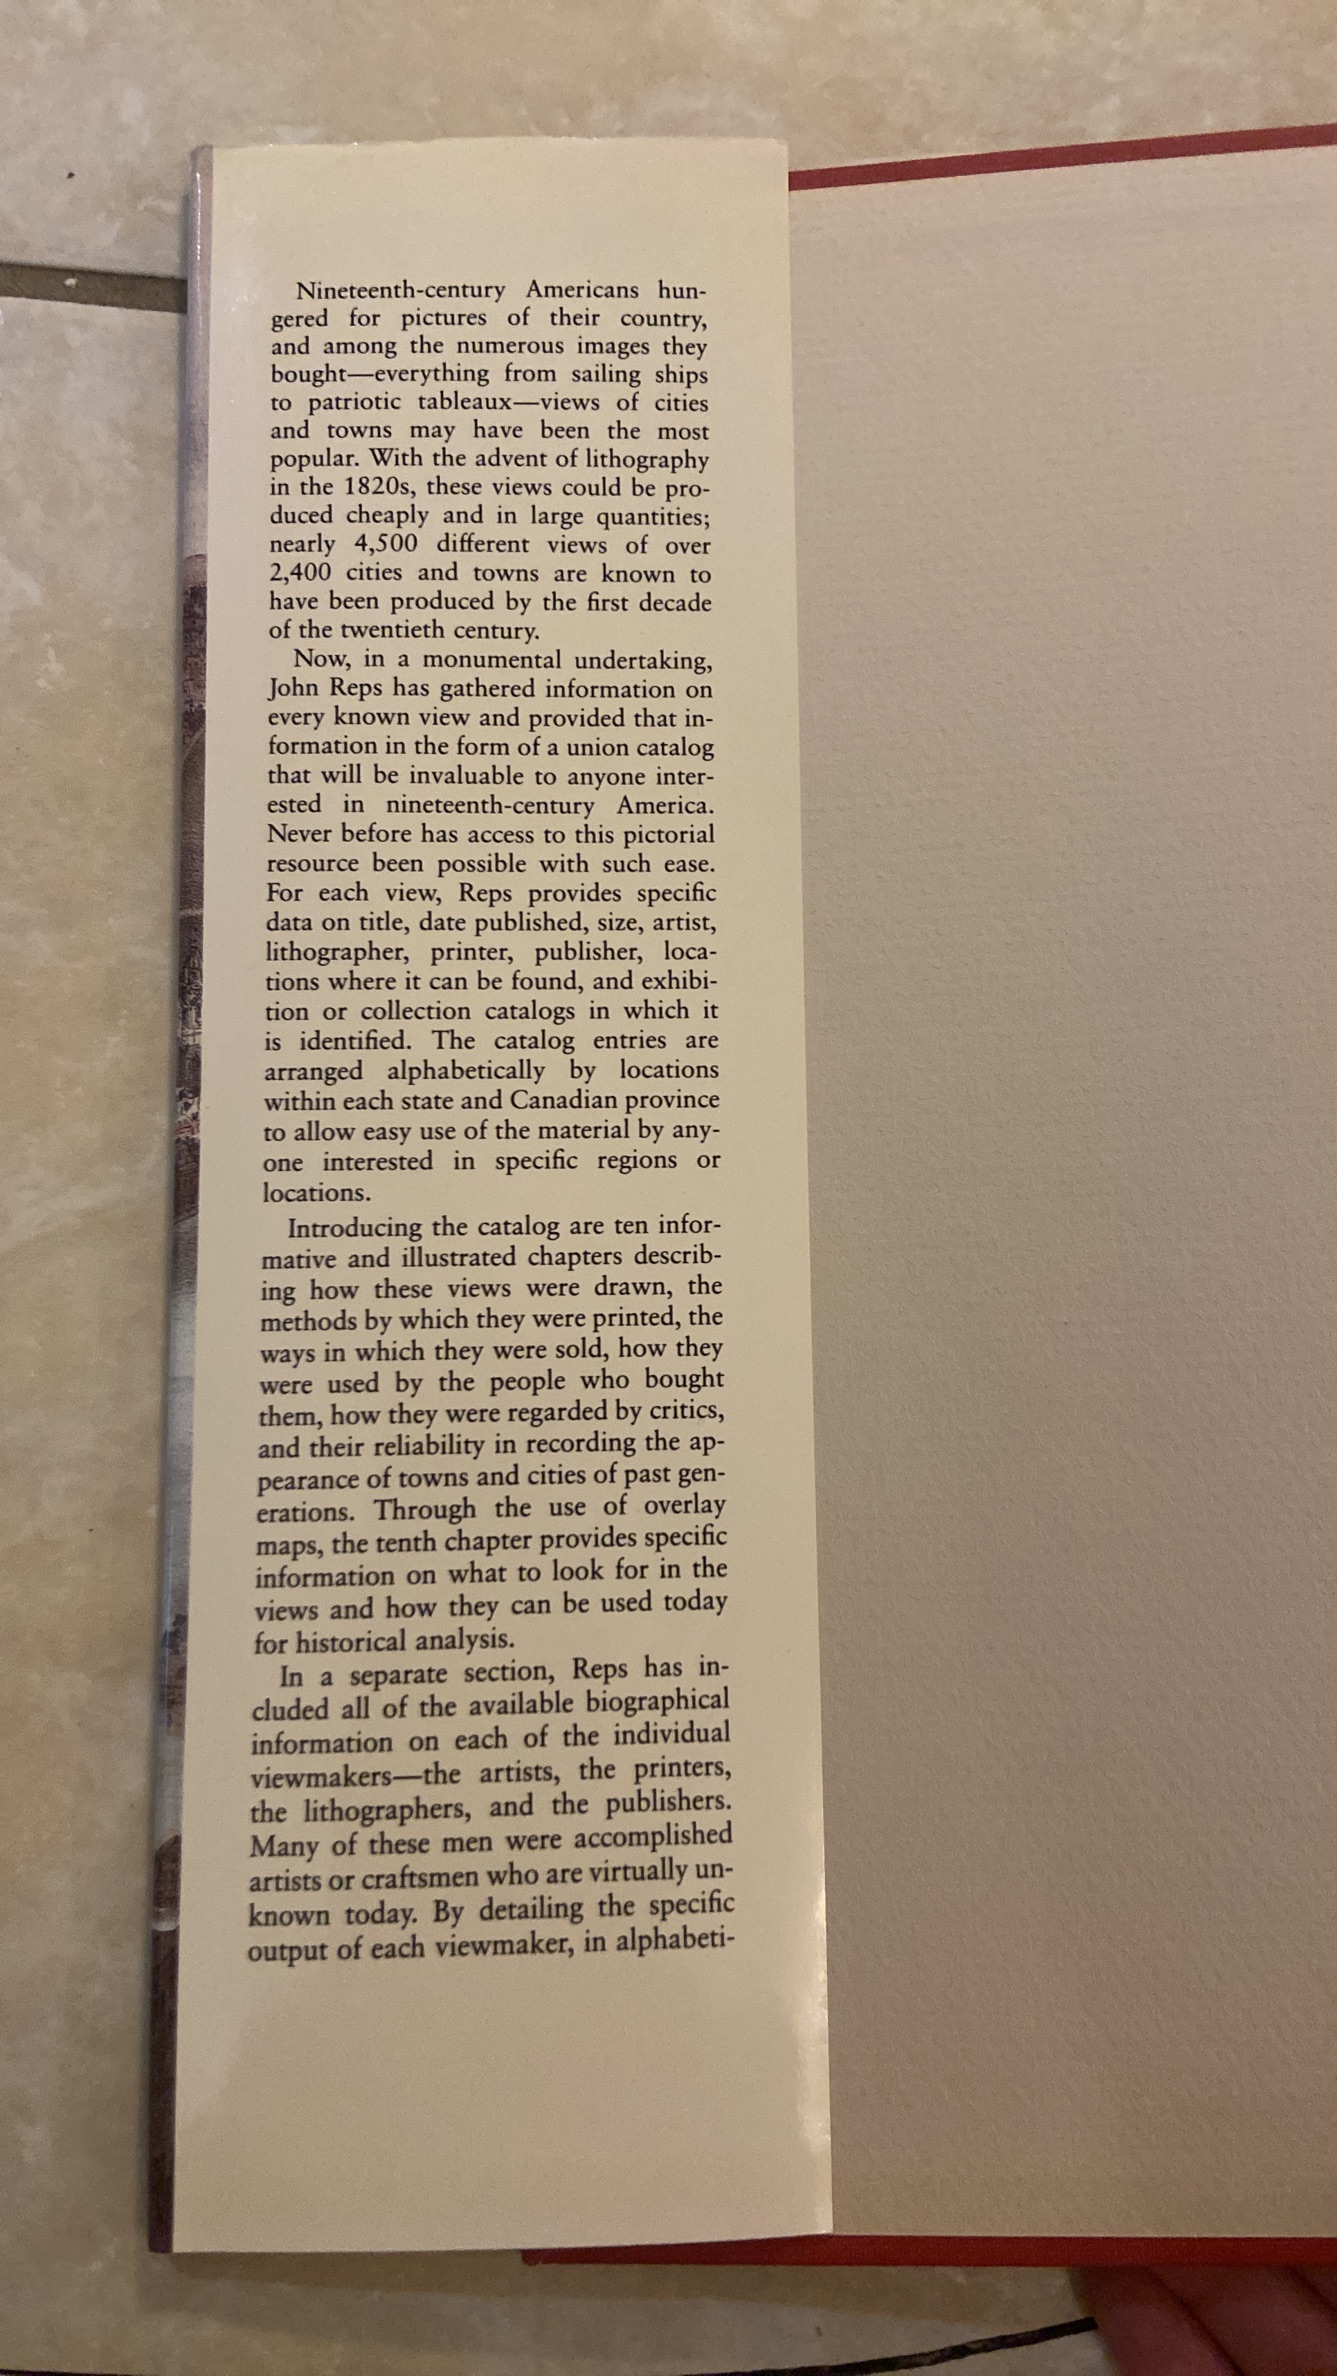 Nineteenth-century Americans hun-
gered for pictures of their country,
and among the numerous images they
bought—everything from sailing ships
to patriotic tableaux—views of cities
and towns may have been the most
popular. With the advent of lithography
in the 1820s, these views could be pro-
duced cheaply and in large quantities;
nearly 4,500 different views of over
2,400 cities and towns are known to
have been produced by the first decade
of the twentieth century.
Now, in a monumental undertaking,
John Reps has gathered information on
every known view and provided that in-
formation in the form of a union catalog
that will be invaluable to anyone inter-
ested in nineteenth-century America.
Never before has access to this pictorial
resource been possible with such ease.
For each view, Reps provides specific
data on title, date published, size, artist,
lithographer, printer, publisher, loca-
tions where it can be found, and exhibi-
tion or collection catalogs in which it
is identified. The catalog entries are
arranged alphabetically by locations
within each state and Canadian province
to allow easy use of the material by any-
one interested in specific regions or
locations.
Introducing the catalog are ten infor-
mative and illustrated chapters describ-
ing how these views were drawn, the
methods by which they were printed, the
ways in which they were sold, how they
were used by the people who bought
them, how they were regarded by critics,
and their reliability in recording the ap-
pearance of towns and cities of past gen-
erations. Through the use of overlay
maps, the tenth chapter provides specific
information on what to look for in the
views and how they can be used today
for historical analysis.
In a separate section, Reps has in-
cluded all of the available biographical
information on each of the individual
viewmakers—the artists, the printers,
the lithographers, and the publishers.
Many of these men were accomplished
artists or craftsmen who are virtually un-
known today. By detailing the specific
output of each viewmaker, in alphabeti-